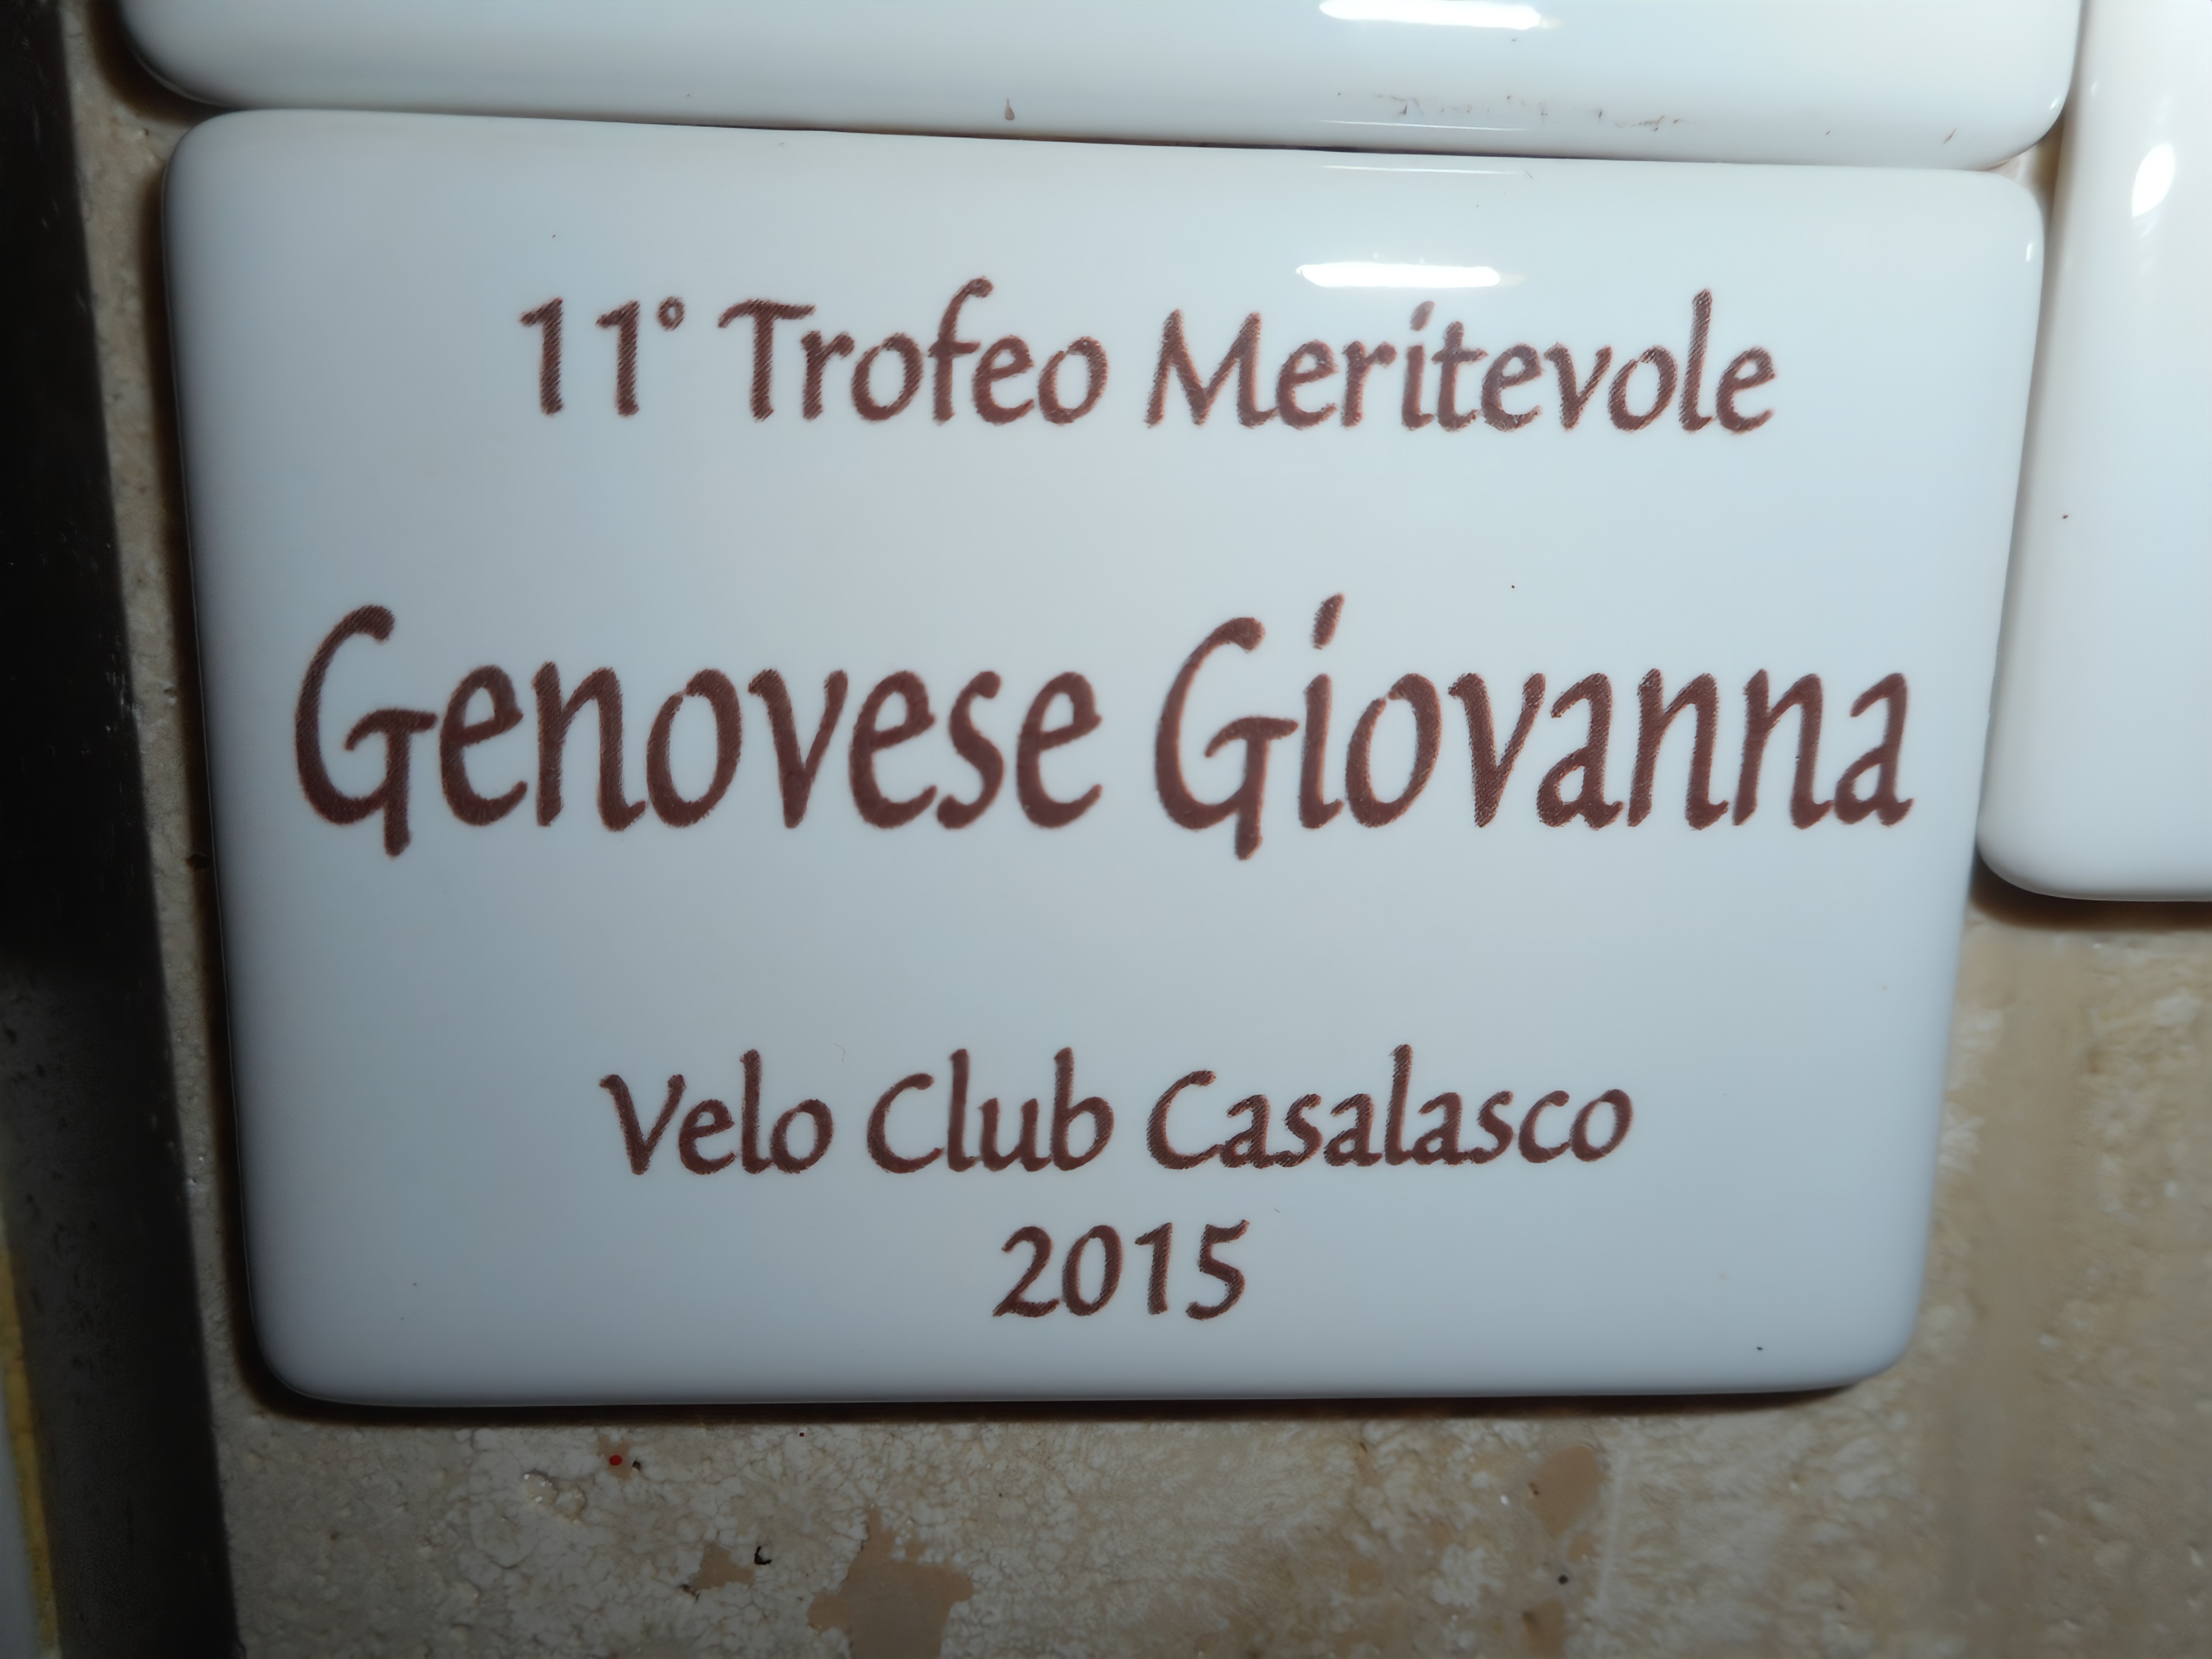 11° Trofeo Meritevole
Genovese Giovanna
Velo Club Casalasco
2015